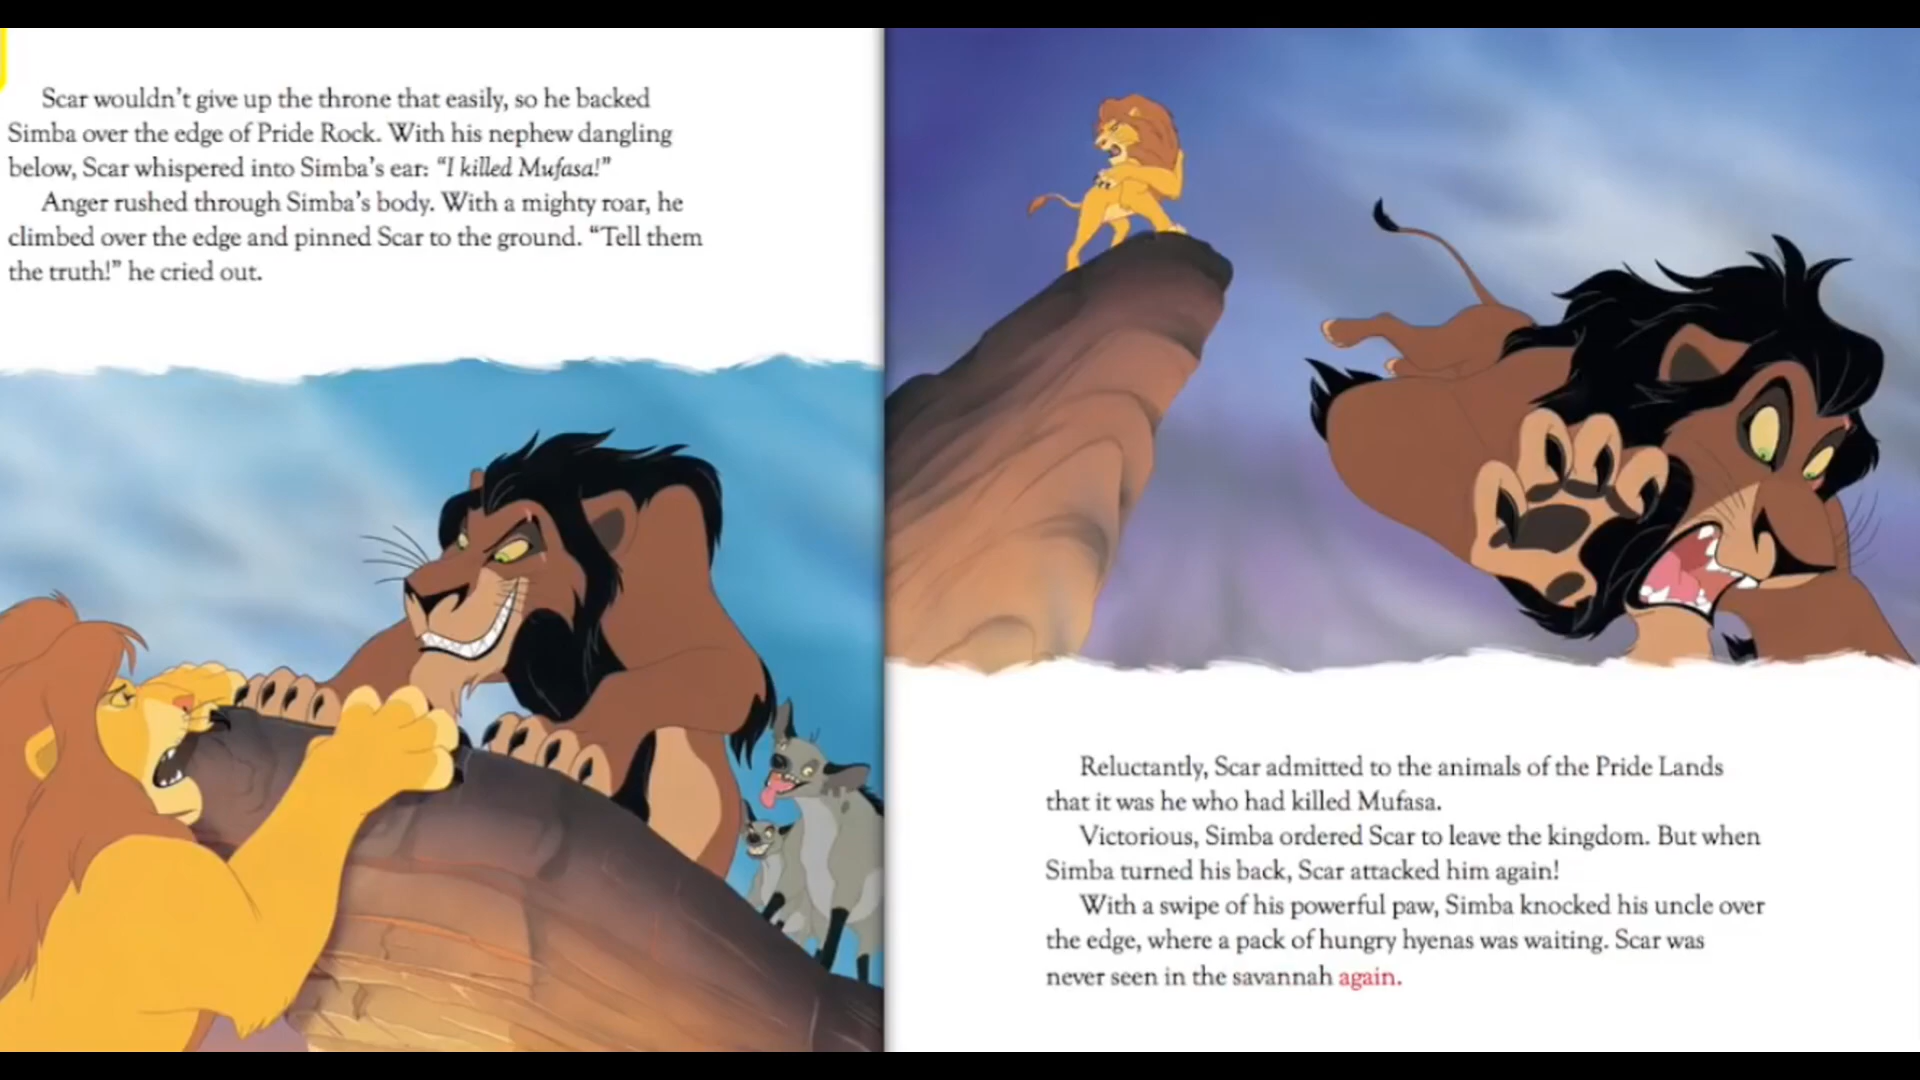 Scar wouldn't give up the throne that easily, so he backed
Simba over the edge of Pride Rock. With his nephew dangling
below, Scar whispered into Simba's ear: “I killed Mufasa!”
Anger rushed through Simba's body. With a mighty roar, he
climbed over the edge and pinned Scar to the ground. “Tell them
the truth!” he cried out.
Reluctantly, Scar admitted to the animals of the Pride Lands
that it was he who had killed Mufasa.
Victorious, Simba ordered Scar to leave the kingdom. But when
Simba turned his back, Scar attacked him again!
With a swipe of his powerful paw, Simba knocked his uncle over
the edge, where a pack of hungry hyenas was waiting. Scar was
never seen in the savannah again.